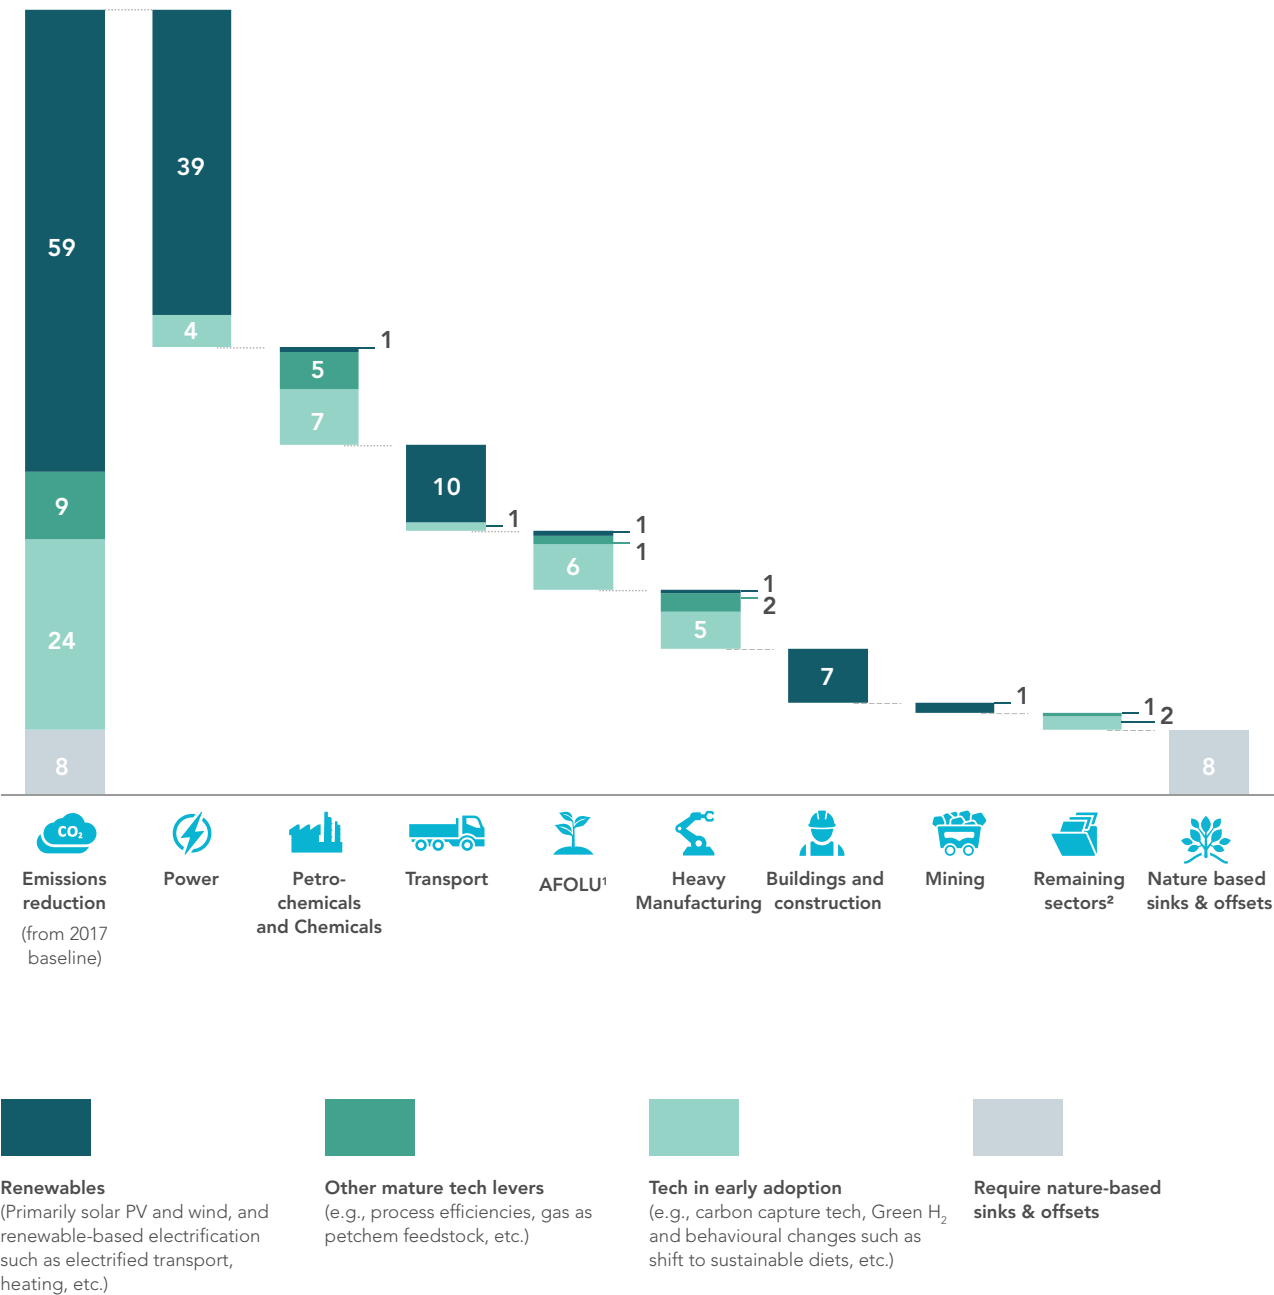 39
59
4
1
5
7
10
1
1
9
1
6
1
2
5
24
7
1
1
2
8
8
CO₂
Emissions
reduction
(from 2017
baseline)
Power
Petro-
chemicals
and Chemicals
Transport
AFOLU¹
Heavy
Manufacturing
Buildings and
construction
Mining
Remaining
sectors²
Nature based
sinks & offsets
Renewables
(Primarily solar PV and wind, and
renewable-based electrification
such as electrified transport,
heating, etc.)
Other mature tech levers
(e.g., process efficiencies, gas as
petchem feedstock, etc.)
Tech in early adoption
(e.g., carbon capture tech, Green H₂
and behavioural changes such as
shift to sustainable diets, etc.)
Require nature-based
sinks & offsets